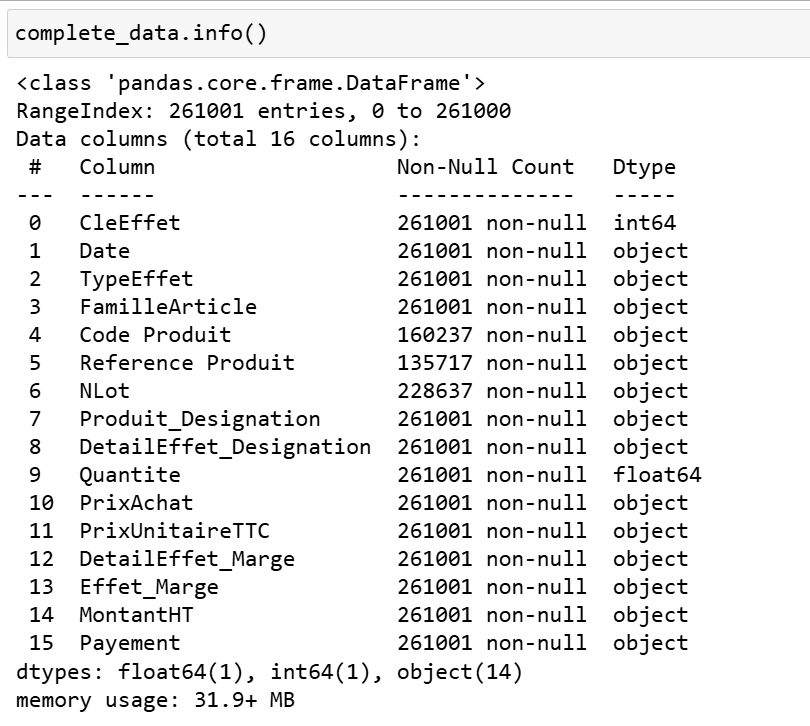 complete_data.info()
<class 'pandas.core.frame.DataFrame'>
RangeIndex: 261001 entries, 0 to 261000
Data columns (total 16 columns):
 #   Column                   Non-Null Count   Dtype
---  ------                   --------------   -----
 0   CleEffet                 261001 non-null  int64
 1   Date                     261001 non-null  object
 2   TypeEffet                261001 non-null  object
 3   FamilleArticle           261001 non-null  object
 4   Code Produit             160237 non-null  object
 5   Reference Produit        135717 non-null  object
 6   NLot                     228637 non-null  object
 7   Produit_Designation      261001 non-null  object
 8   DetailEffet_Designation  261001 non-null  object
 9   Quantite                 261001 non-null  float64
 10  PrixAchat                261001 non-null  object
 11  PrixUnitaireTTC          261001 non-null  object
 12  DetailEffet_Marge        261001 non-null  object
 13  Effet_Marge              261001 non-null  object
 14  MontantHT                261001 non-null  object
 15  Payement                 261001 non-null  object
dtypes: float64(1), int64(1), object(14)
memory usage: 31.9+ MB